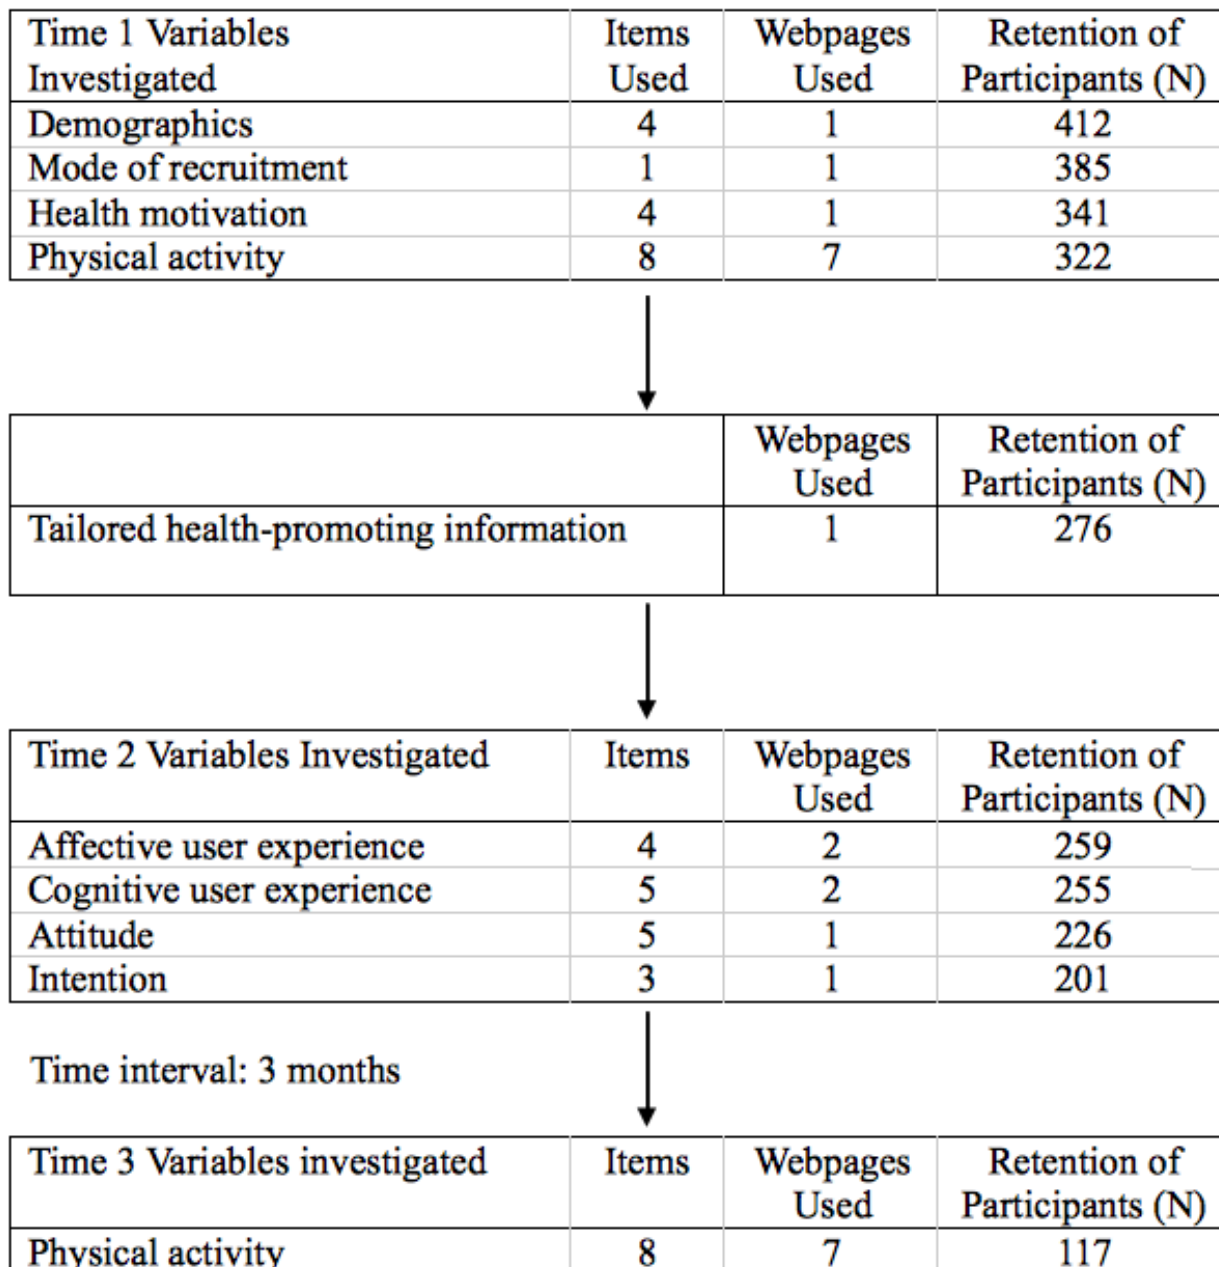 Time 1 Variables Investigated Items Used Webpages Used Retention of Participants (N)
Demographics 4 1 412
Mode of recruitment 1 1 385
Health motivation 4 1 341
Physical activity 8 7 322
Webpages Used Retention of Participants (N)
Tailored health-promoting information 1 276
Time 2 Variables Investigated Items Webpages Used Retention of Participants (N)
Affective user experience 4 2 259
Cognitive user experience 5 2 255
Attitude 5 1 226
Intention 3 1 201
Time interval: 3 months
Time 3 Variables investigated Items Webpages Used Retention of Participants (N)
Physical activity 8 7 117